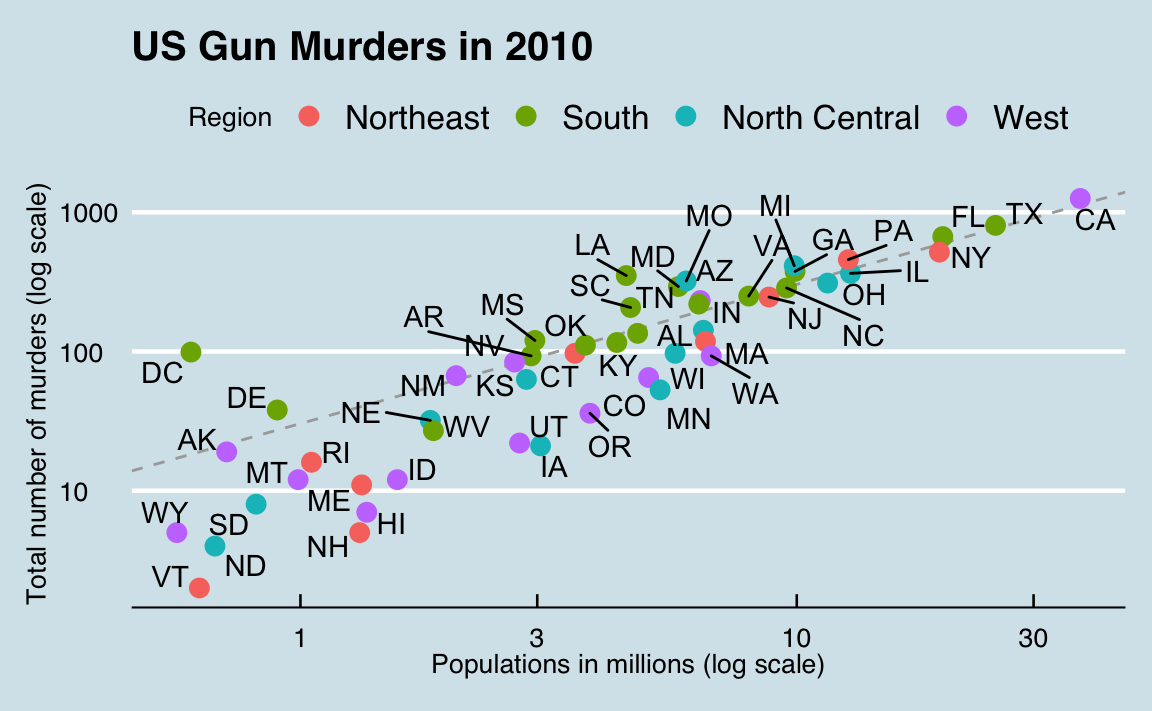 US Gun Murders in 2010
Region Northeast South North Central West
Total number of murders (log scale)
1000
100
10
CA
TX
FL
NY
MI
MO
PA
GA
VA
LA
MD
AZ
IL
SC
TN
OH
MS
IN
NJ
AR
OK
NC
NV
AL
MA
DC
KY
CT
WI
WA
NM
KS
DE
CO
NE
MN
WV
UT
AK
OR
RI
MT
ID
IA
ME
WY
SD
HI
NH
ND
VT
1 3 10 30
Populations in millions (log scale)